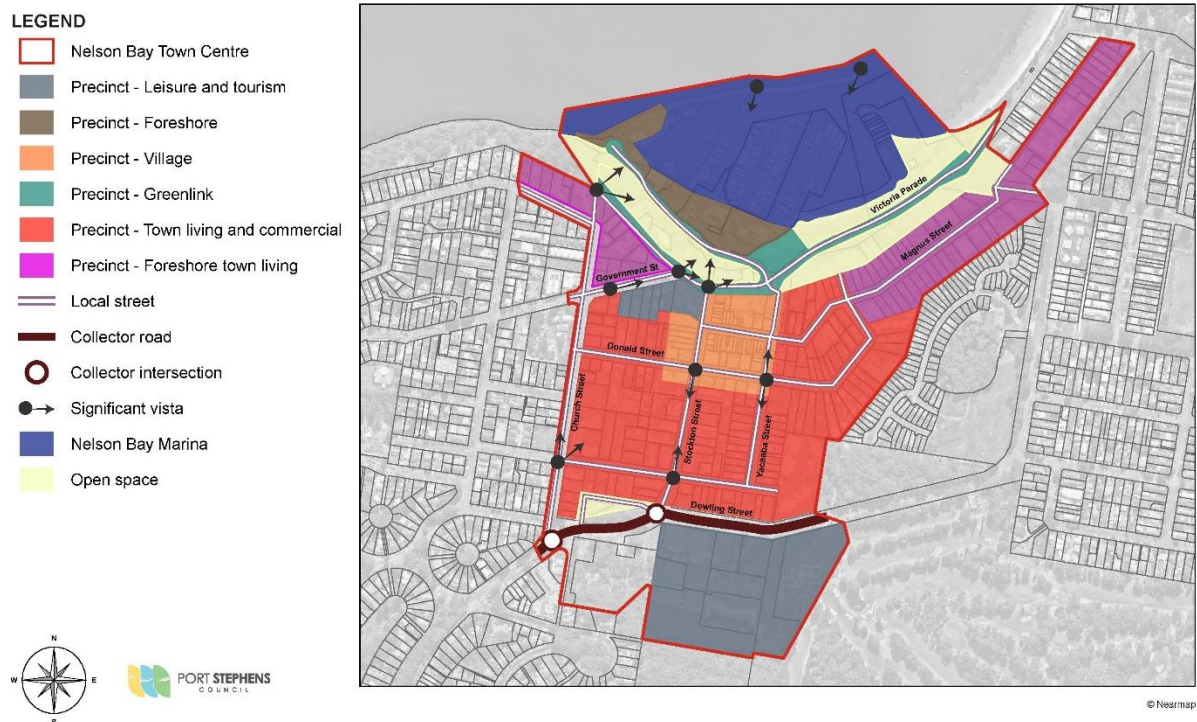 LEGEND
Nelson Bay Town Centre
Precinct - Leisure and tourism
Precinct - Foreshore
Precinct - Village
Precinct - Greenlink
Precinct - Town living and commercial
Precinct - Foreshore town living
Local street
Collector road
Collector intersection
Significant vista
Nelson Bay Marina
Open space
Victoria Parade
Magnus Street
Government St
Donald Street
Church Street
Stockton Street
Yacaaba Street
Dowling Street
N
W
E
S
PORT STEPHENS
COUNCIL
© Nearmap